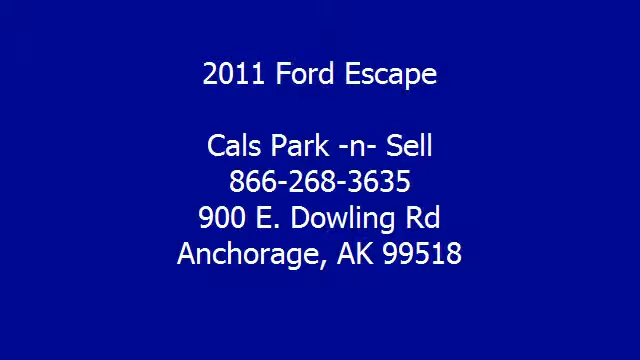 2011 Ford Escape
Cals Park -n- Sell
866-268-3635
900 E. Dowling Rd
Anchorage, AK 99518